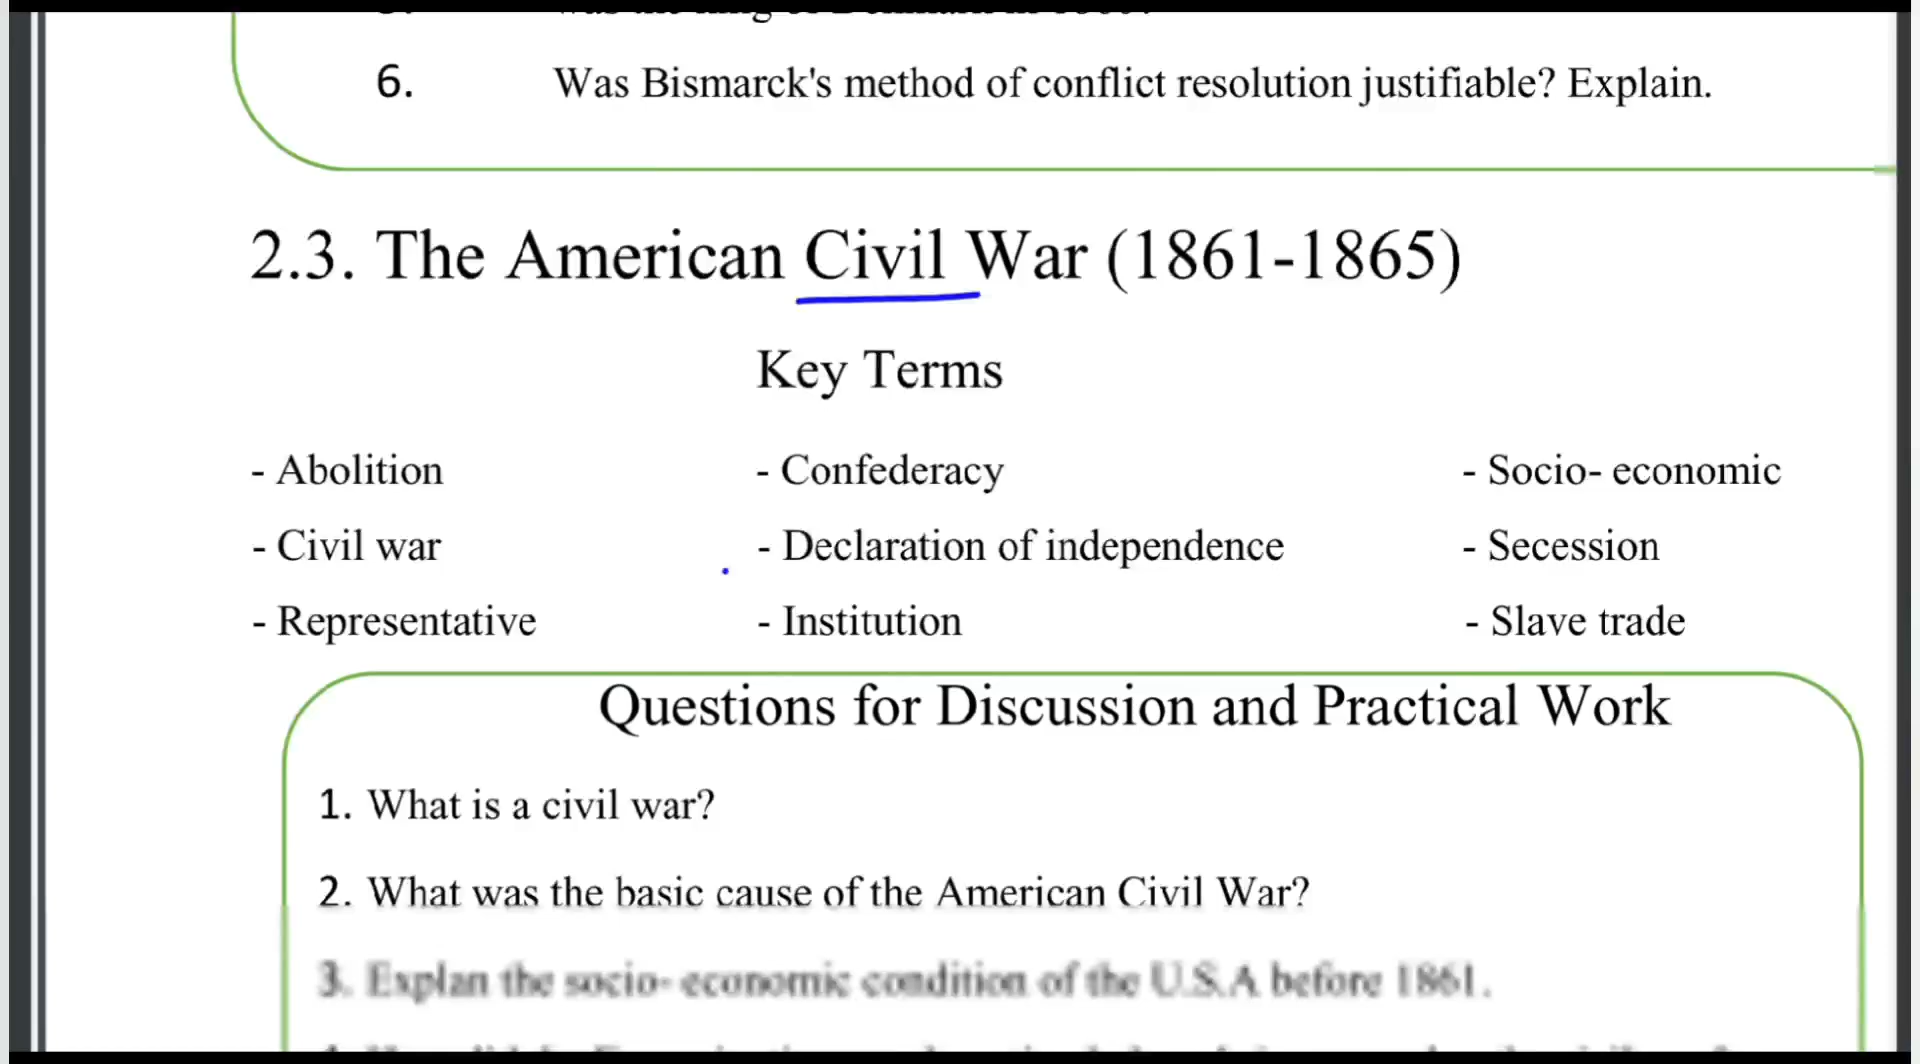 6. Was Bismarck's method of conflict resolution justifiable? Explain.
2.3. The American Civil War (1861-1865)
Key Terms
- Abolition - Confederacy - Socio- economic
- Civil war - Declaration of independence - Secession
- Representative - Institution - Slave trade
Questions for Discussion and Practical Work
1. What is a civil war?
2. What was the basic cause of the American Civil War?
3. Explan the socio- economic condition of the U.S.A before 1861.